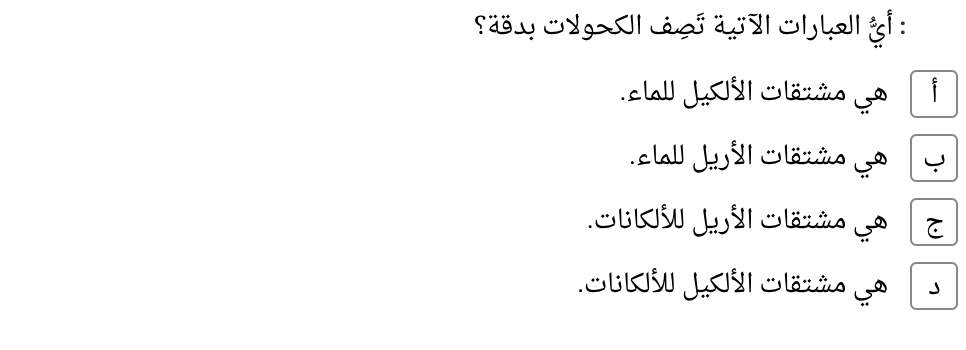 : أيُّ العبارات الآتية تَصِف الكحولات بدقة؟
أ هي مشتقات الألكيل للماء.
ب هي مشتقات الأريل للماء.
ج هي مشتقات الأريل للألكانات.
د هي مشتقات الألكيل للألكانات.